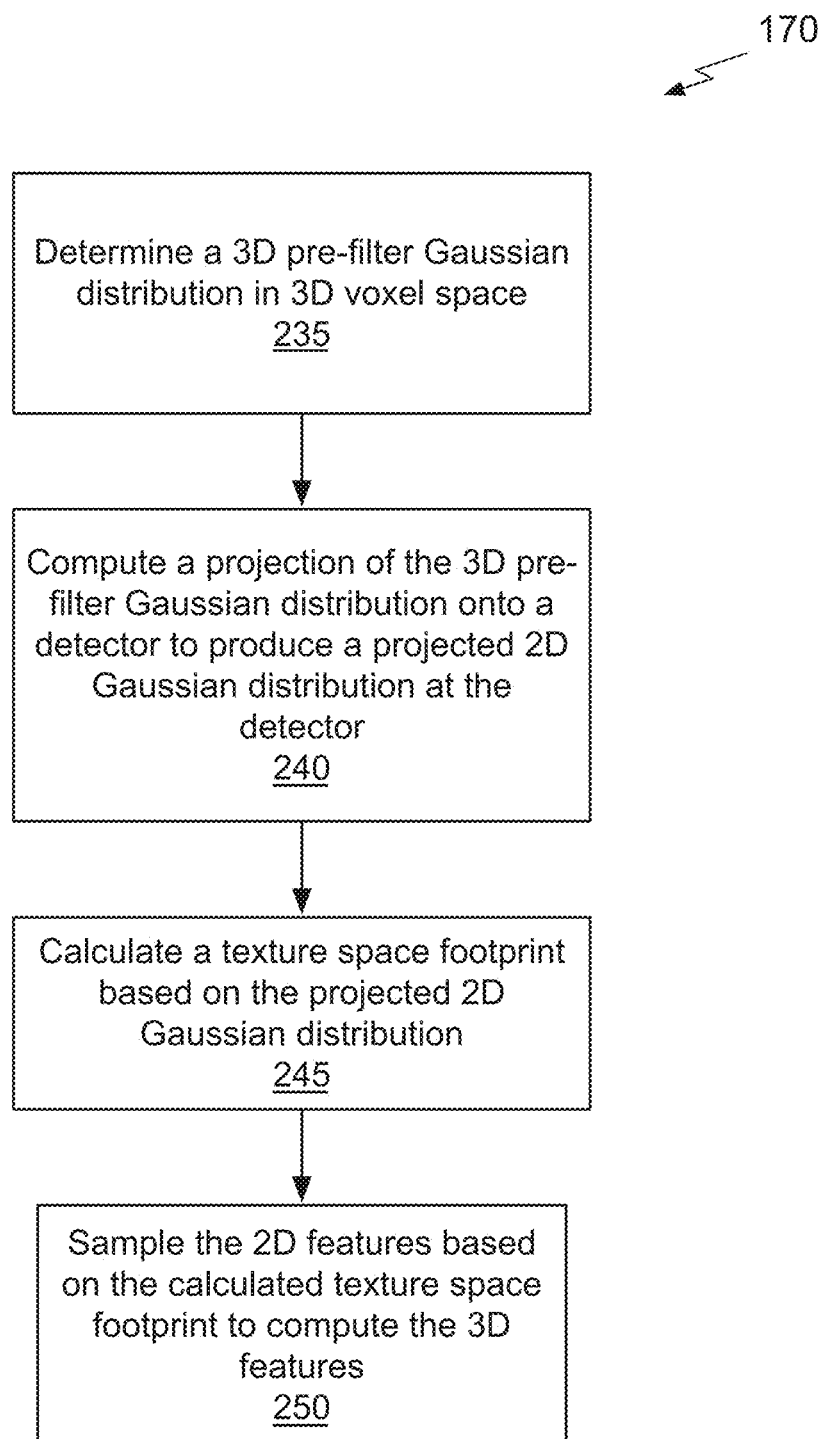 170
Determine a 3D pre-filter Gaussian
distribution in 3D voxel space
235
Compute a projection of the 3D pre-
filter Gaussian distribution onto a
detector to produce a projected 2D
Gaussian distribution at the
detector
240
Calculate a texture space footprint
based on the projected 2D
Gaussian distribution
245
Sample the 2D features based
on the calculated texture space
footprint to compute the 3D
features
250